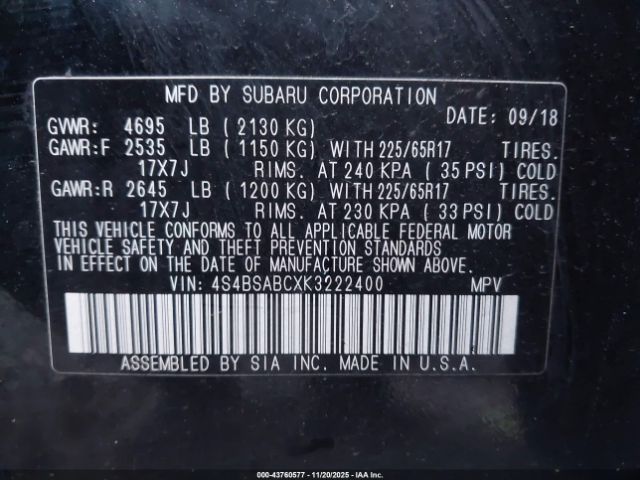 MFD BY SUBARU CORPORATION
DATE: 09/18
GVWR: 4695 LB ( 2130 KG)
GAWR:F 2535 LB ( 1150 KG) WITH 225/65R17 TIRES.
17X7J RIMS. AT 240 KPA ( 35 PSI) COLD
GAWR:R 2645 LB ( 1200 KG) WITH 225/65R17 TIRES.
17X7J RIMS. AT 230 KPA ( 33 PSI) COLD
THIS VEHICLE CONFORMS TO ALL APPLICABLE FEDERAL MOTOR
VEHICLE SAFETY AND THEFT PREVENTION STANDARDS
IN EFFECT ON THE DATE OF MANUFACTURE SHOWN ABOVE.
VIN: 4S4BSABCXK3222400 MPV
ASSEMBLED BY SIA INC. MADE IN U.S.A.
000-43760577 - 11/20/2025 - IAAI Inc.